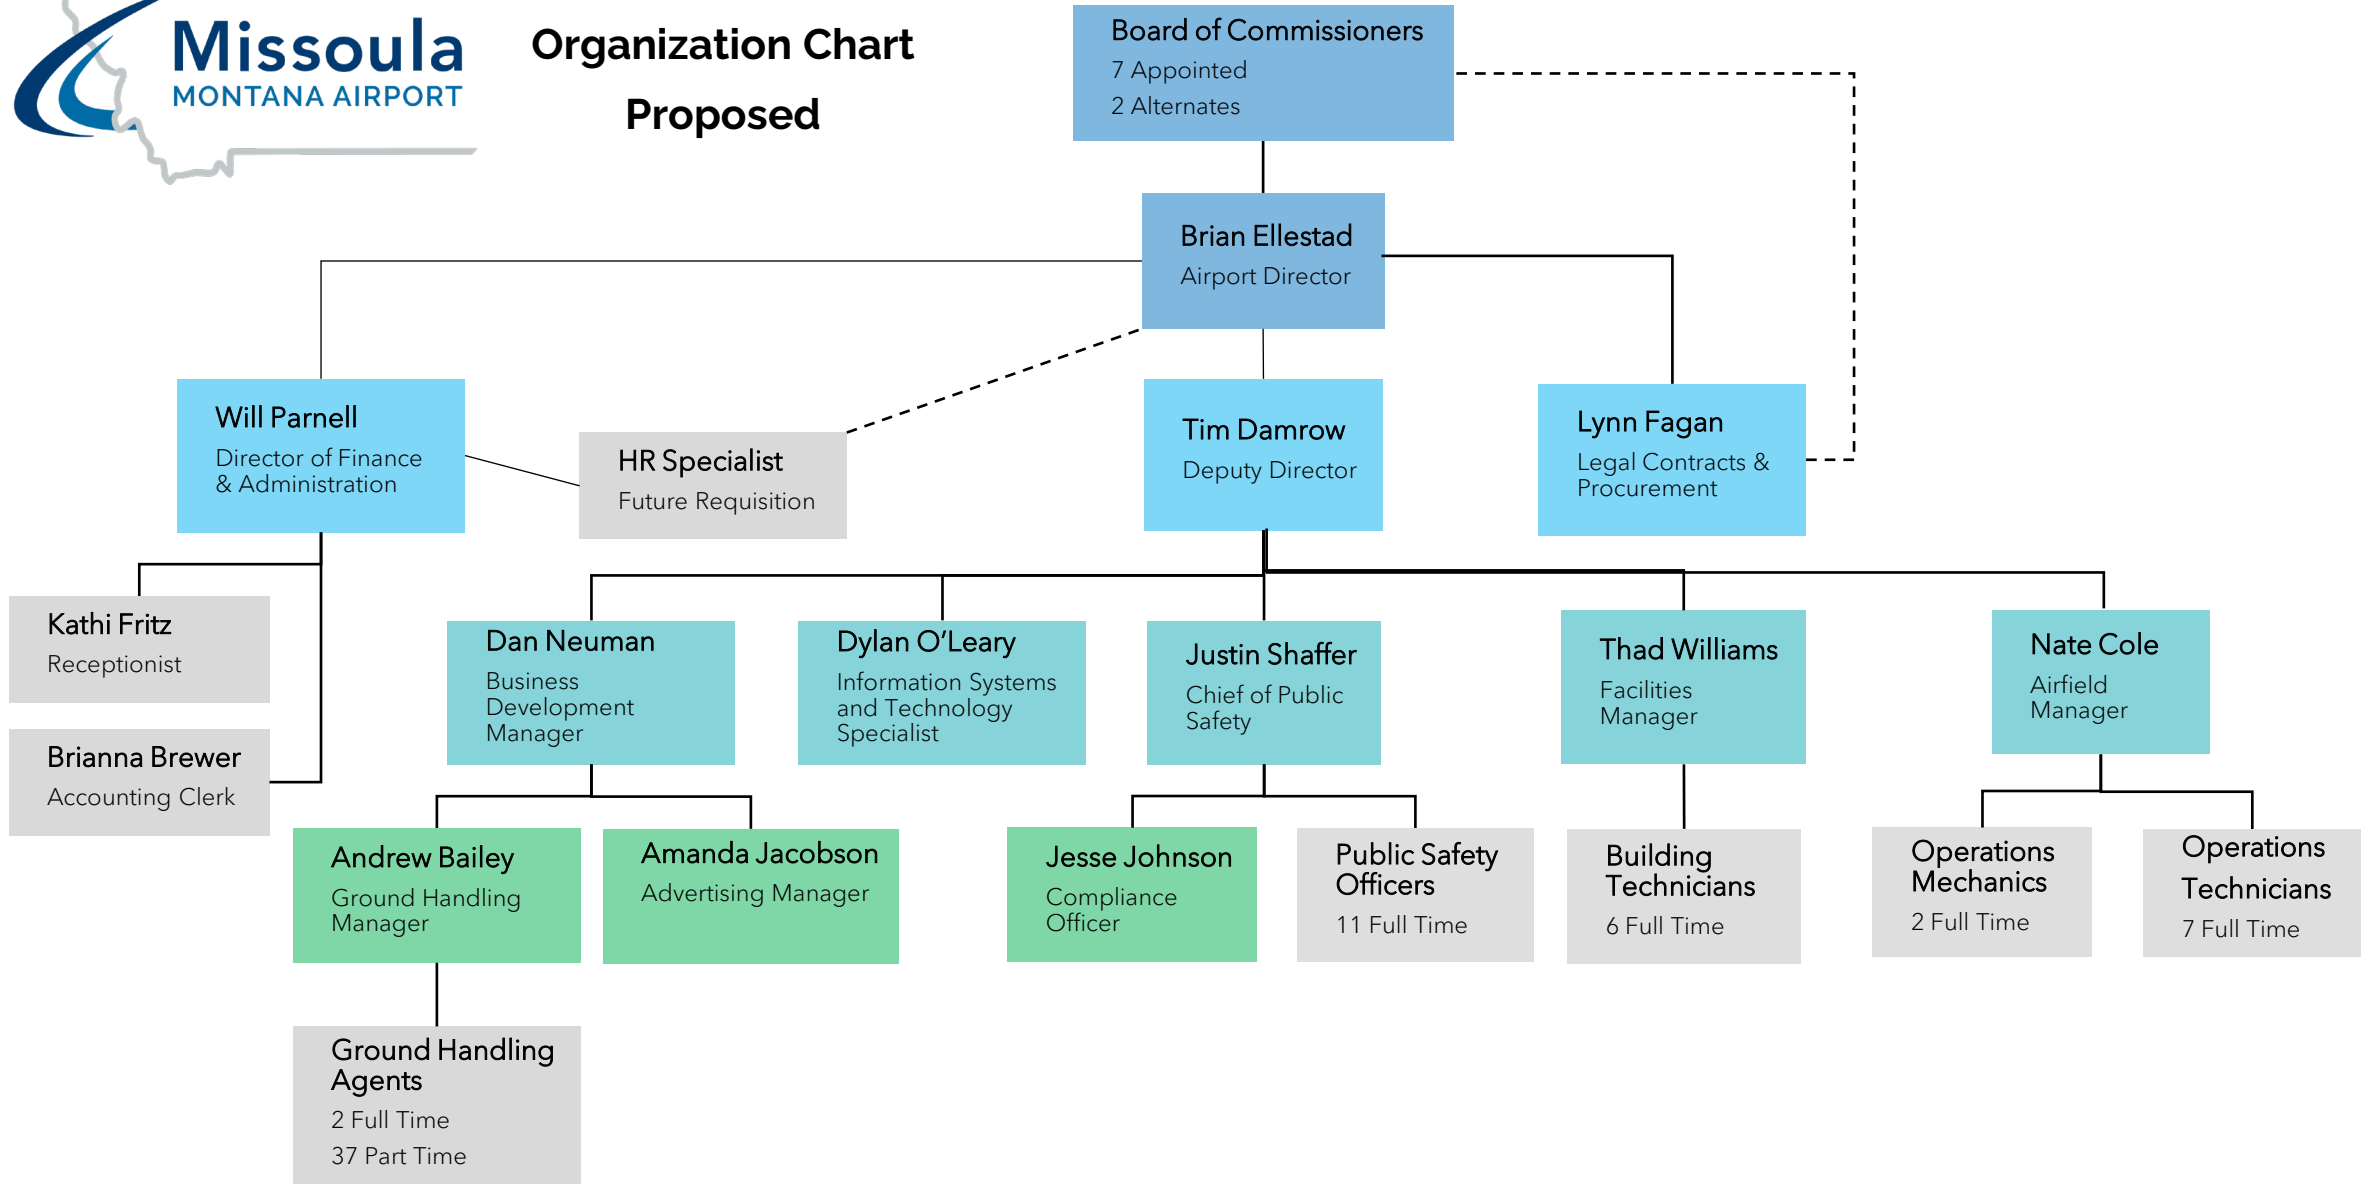 Missoula
MONTANA AIRPORT
Organization Chart
Proposed
Board of Commissioners
7 Appointed
2 Alternates
Brian Ellestad
Airport Director
Will Parnell
Director of Finance
& Administration
HR Specialist
Future Requisition
Tim Damrow
Deputy Director
Lynn Fagan
Legal Contracts &
Procurement
Kathi Fritz
Receptionist
Brianna Brewer
Accounting Clerk
Dan Neuman
Business
Development
Manager
Dylan O’Leary
Information Systems
and Technology
Specialist
Justin Shaffer
Chief of Public
Safety
Thad Williams
Facilities
Manager
Nate Cole
Airfield
Manager
Andrew Bailey
Ground Handling
Manager
Amanda Jacobson
Advertising Manager
Jesse Johnson
Compliance
Officer
Public Safety
Officers
11 Full Time
Building
Technicians
6 Full Time
Operations
Mechanics
2 Full Time
Operations
Technicians
7 Full Time
Ground Handling
Agents
2 Full Time
37 Part Time